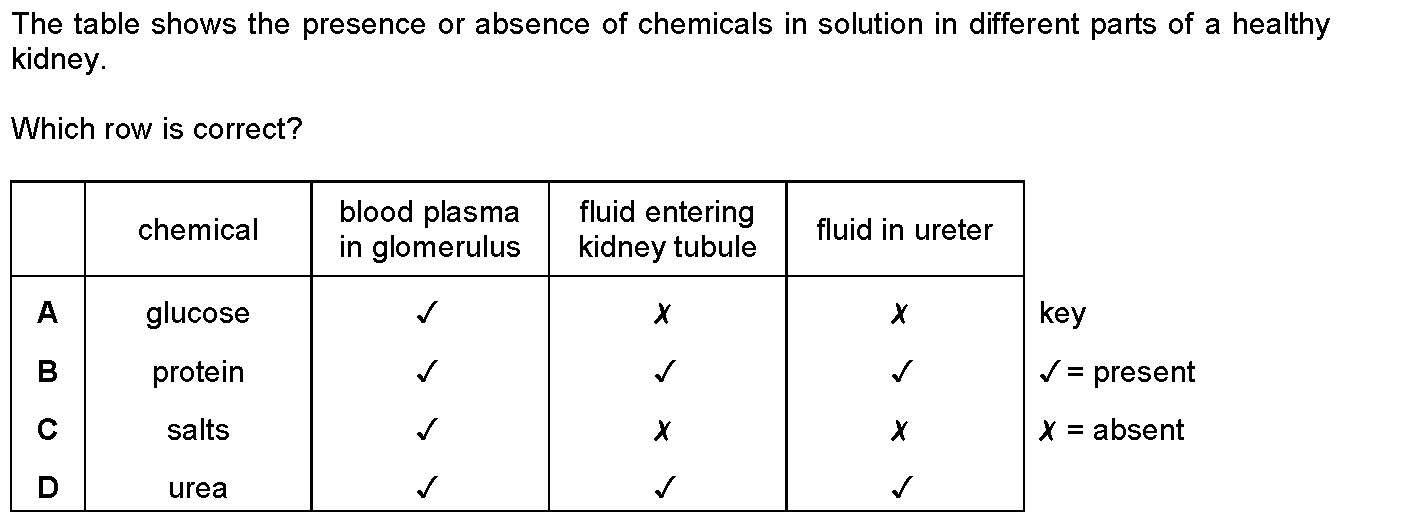 The table shows the presence or absence of chemicals in solution in different parts of a healthy
kidney.
Which row is correct?
chemical | blood plasma in glomerulus | fluid entering kidney tubule | fluid in ureter
A glucose ✓ ✗ ✗ key
B protein ✓ ✓ ✓ ✓ = present
C salts ✓ ✗ ✗ ✗ = absent
D urea ✓ ✓ ✓